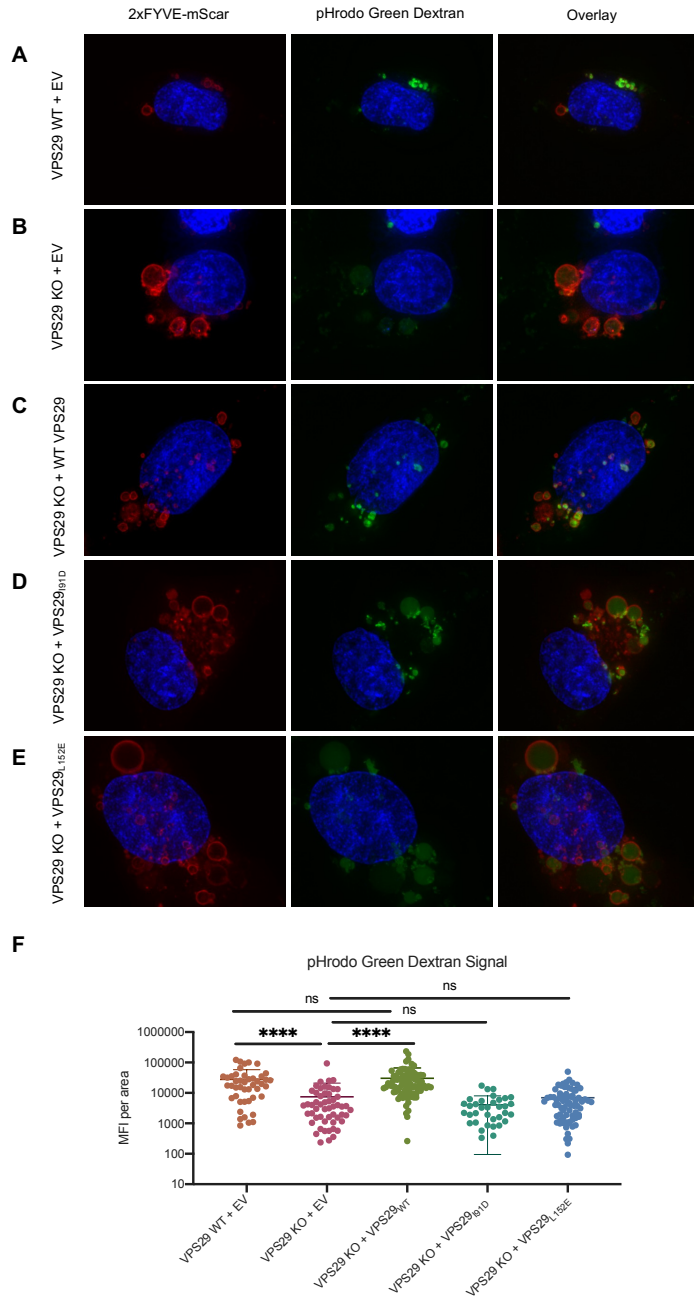 2xFYVE-mScar pHrodo Green Dextran Overlay
A
VPS29 WT + EV
B
VPS29 KO + EV
C
VPS29 KO + WT VPS29
D
VPS29 KO + VPS29I91D
E
VPS29 KO + VPS29L152E
F
pHrodo Green Dextran Signal
ns
ns
ns
**** ****
MFI per area
1000000
100000
10000
1000
100
10
VPS29 WT + EV
VPS29 KO + EV
VPS29 KO + VPS29WT
VPS29 KO + VPS29I91D
VPS29 KO + VPS29L152E